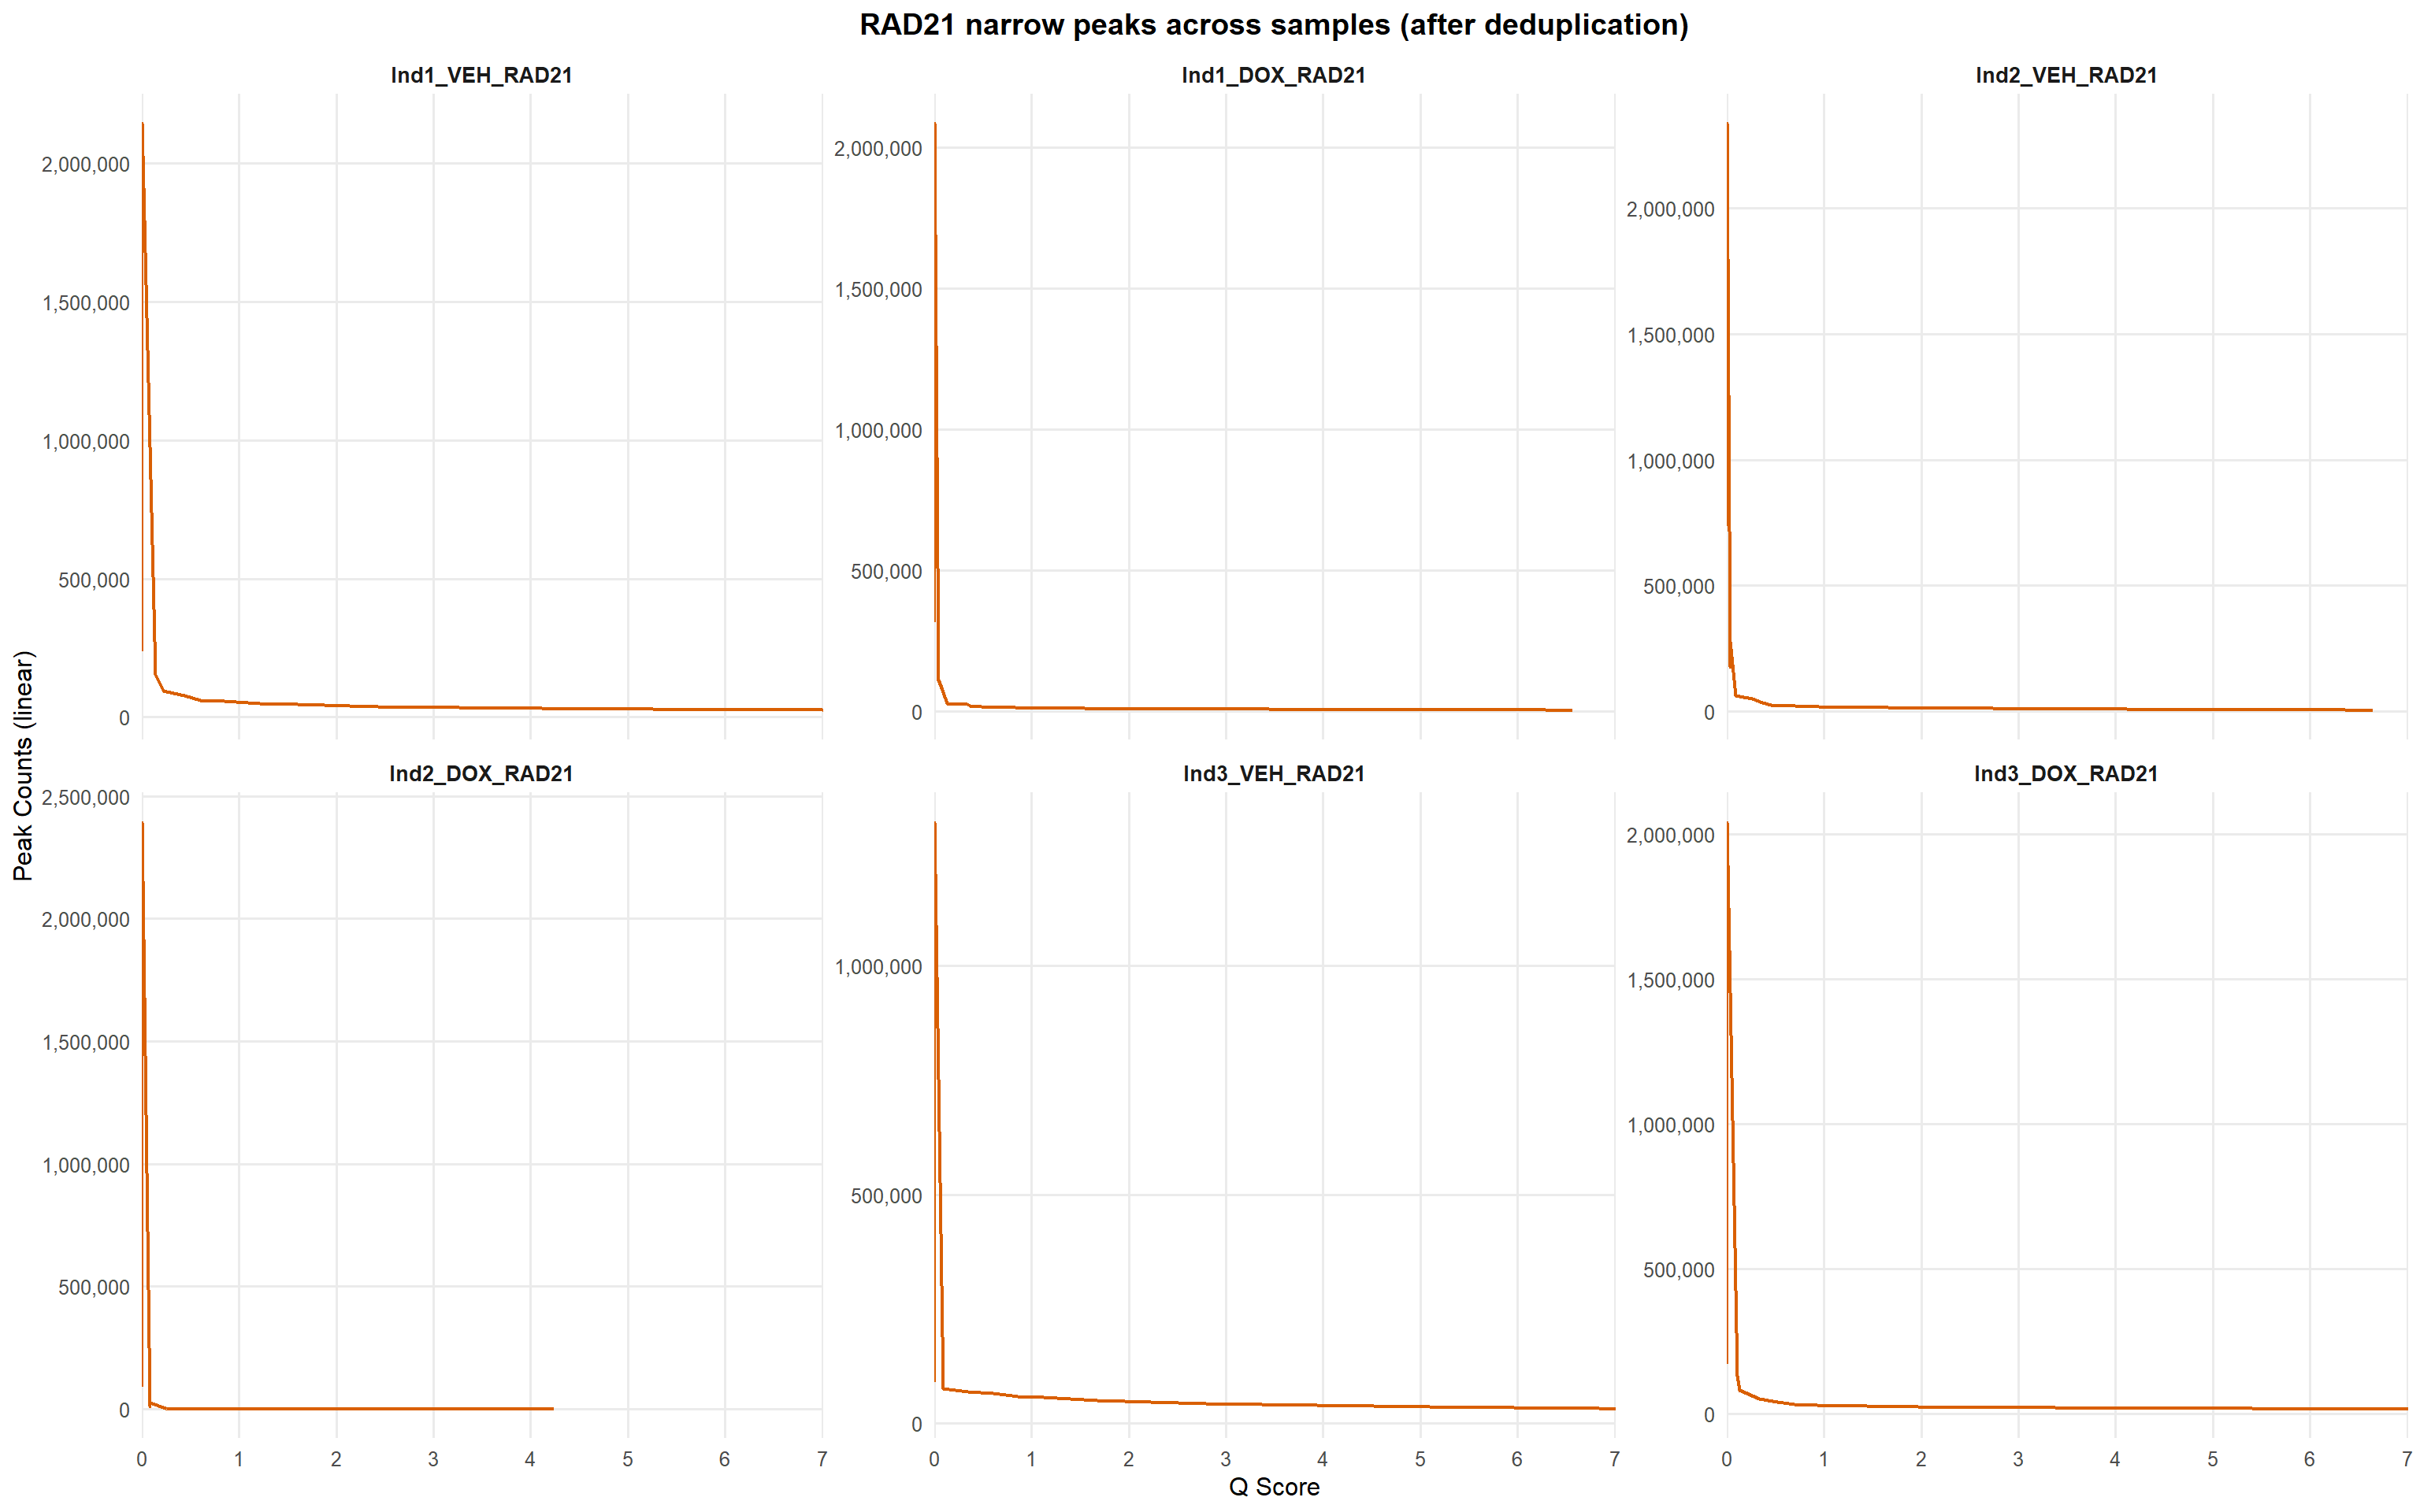 RAD21 narrow peaks across samples (after deduplication)
Ind1_VEH_RAD21
Ind1_DOX_RAD21
Ind2_VEH_RAD21
2,000,000
1,500,000
1,000,000
500,000
0
2,000,000
1,500,000
1,000,000
500,000
0
2,000,000
1,500,000
1,000,000
500,000
0
Peak Counts (linear)
Ind2_DOX_RAD21
Ind3_VEH_RAD21
Ind3_DOX_RAD21
2,500,000
2,000,000
1,500,000
1,000,000
500,000
0
1,000,000
500,000
0
2,000,000
1,500,000
1,000,000
500,000
0
0 1 2 3 4 5 6 7
0 1 2 3 4 5 6 7
0 1 2 3 4 5 6 7
Q Score